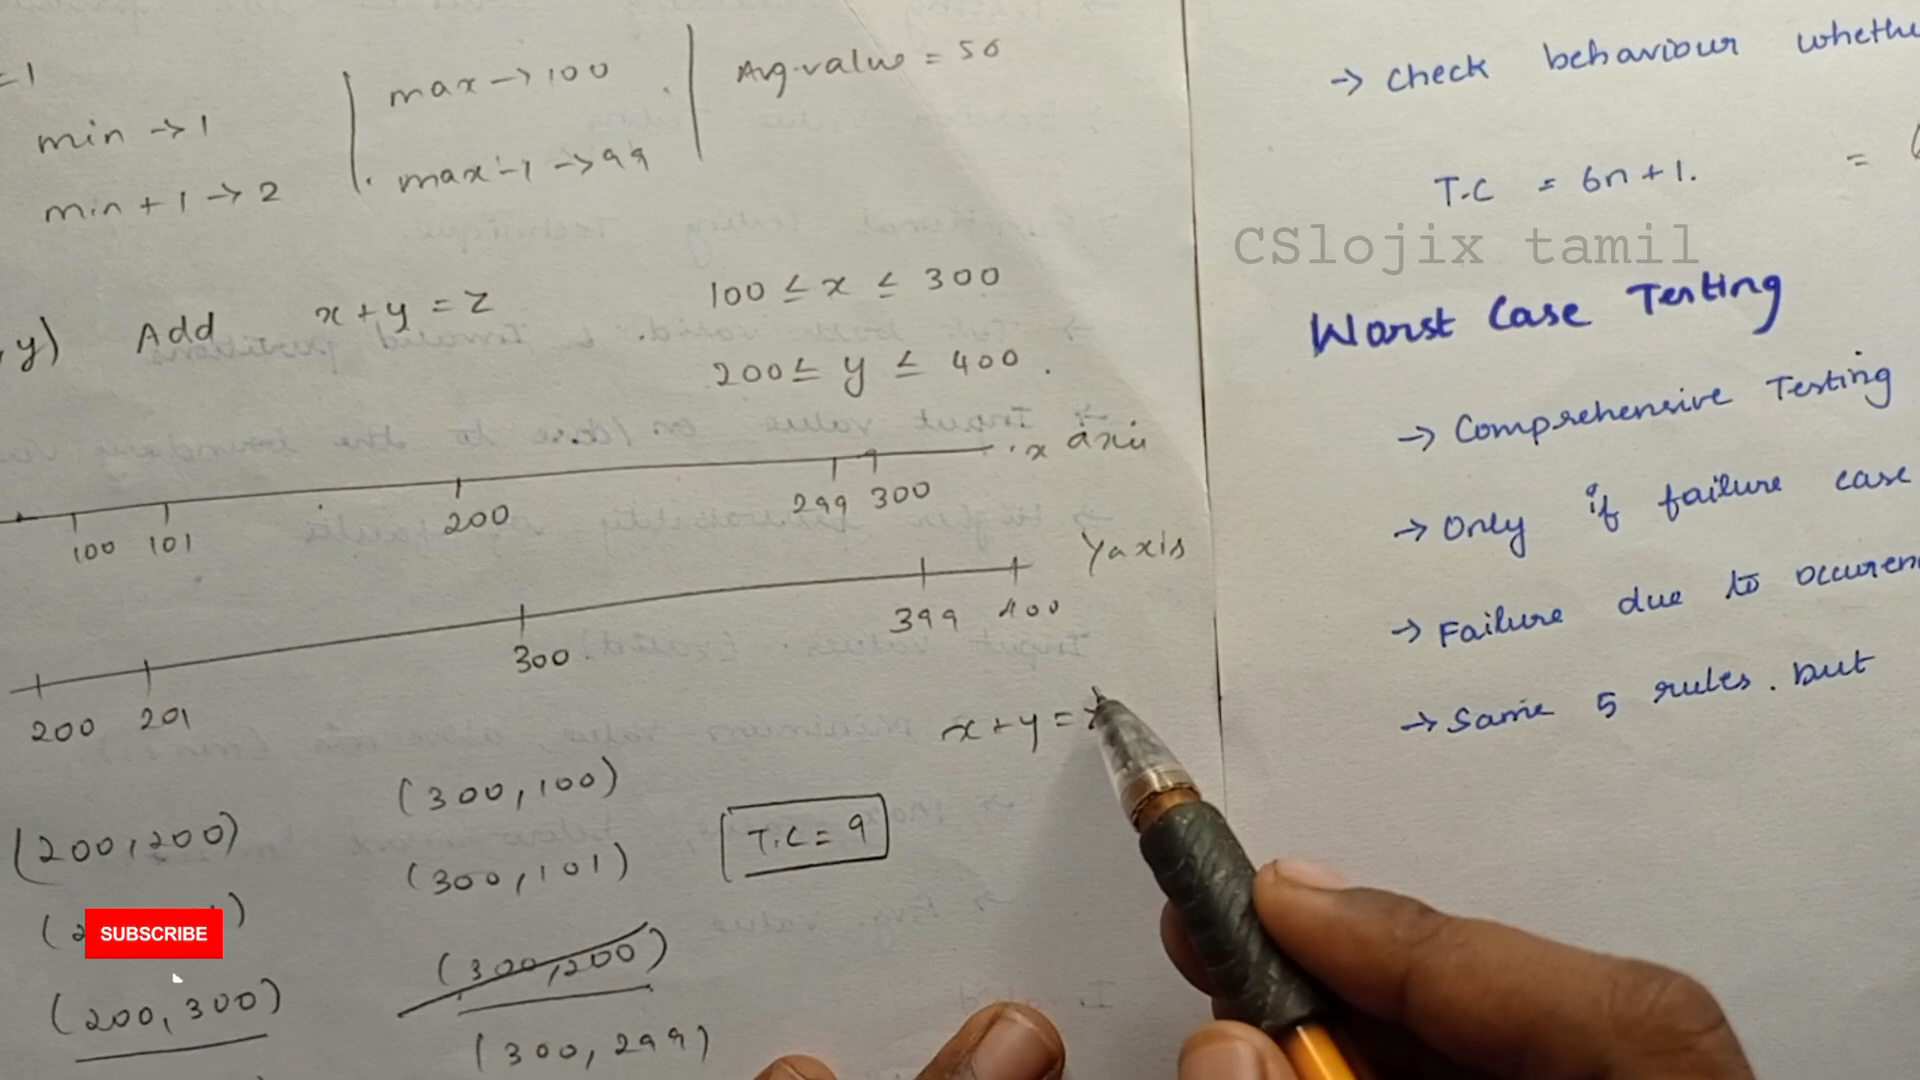 =1
min → 1
min + 1 → 2
max → 100
max - 1 → 99
Avg.value = 50
, y) Add x + y = z
100 ≤ x ≤ 300
200 ≤ y ≤ 400.
x axis
100 101 200 299 300
Y axis
200 201 300 399 400
x + y =
(200, 200)
(200, 300)
(300, 100)
(300, 101)
(300, 200)
(300, 299)
T.C = 9
SUBSCRIBE
→ check behaviour
T.C = 6n + 1. =
CSlojix tamil
Worst Case Testing
→ Comprehensive Testing
→ Only if failure case
→ Failure due to
→ Same 5 rules. but